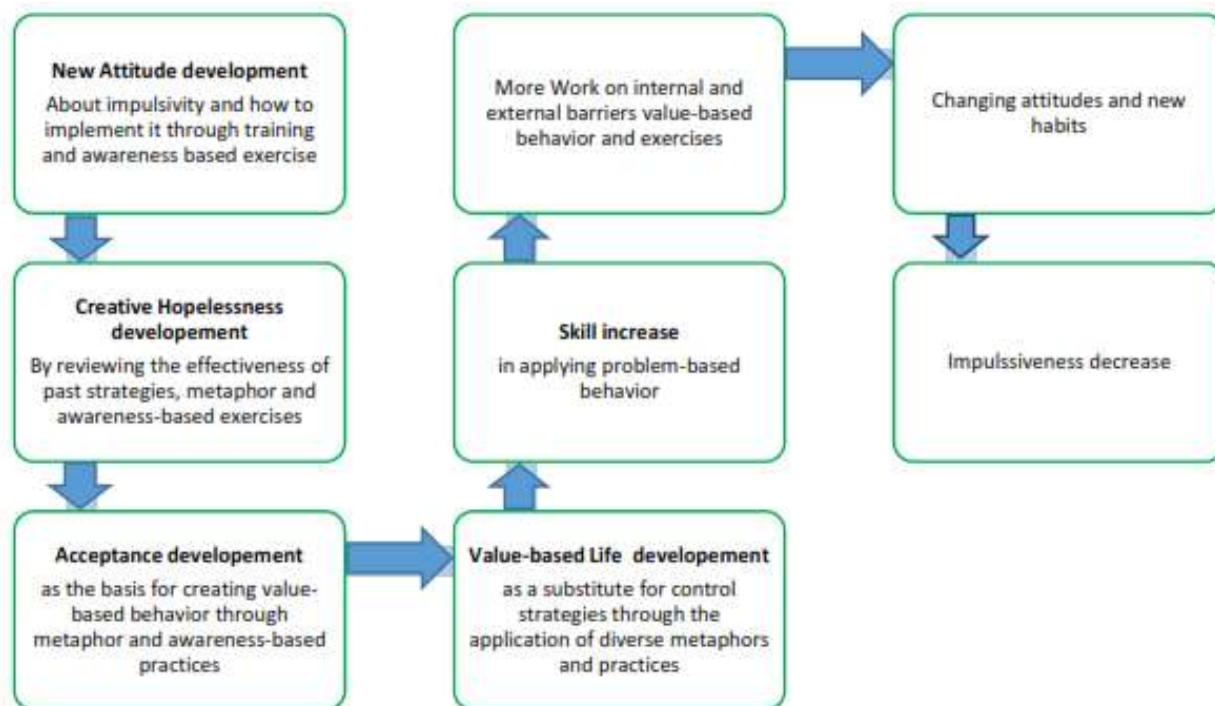 New Attitude development
About impulsivity and how to
implement it through training
and awareness based exercise
Creative Hopelessness
developement
By reviewing the effectiveness of
past strategies, metaphor and
awareness-based exercises
Acceptance developement
as the basis for creating value-
based behavior through
metaphor and awareness-based
practices
Value-based Life  developement
as a substitute for control
strategies through the
application of diverse metaphors
and practices
Skill increase
in applying problem-based
behavior
More Work on internal and
external barriers value-based
behavior and exercises
Changing attitudes and new
habits
Impulssiveness decrease